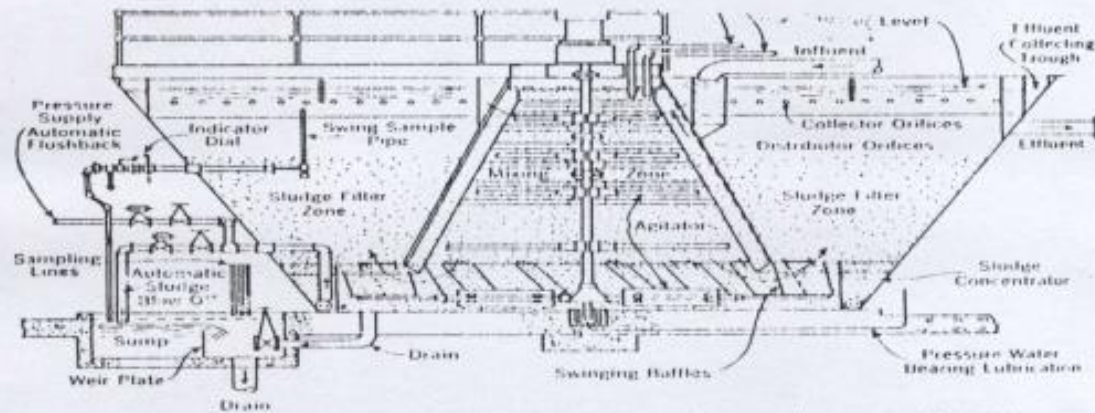 Level
Effluent
Collecting
Trough
Influent
Pressure
Supply
Automatic
Flushback
Indicator
Dial
Swing Sample
Pipe
Collector Orifices
Distributor Orifices
Effluent
Mixing Zone
Sludge Filter
Zone
Sludge Filter
Zone
Agitator
Sampling
Lines
Automatic
Sludge
Blow Off
Sludge
Concentrator
Sump
Weir Plate
Drain
Drain
Swinging Baffles
Pressure Water
Bearing Lubrication